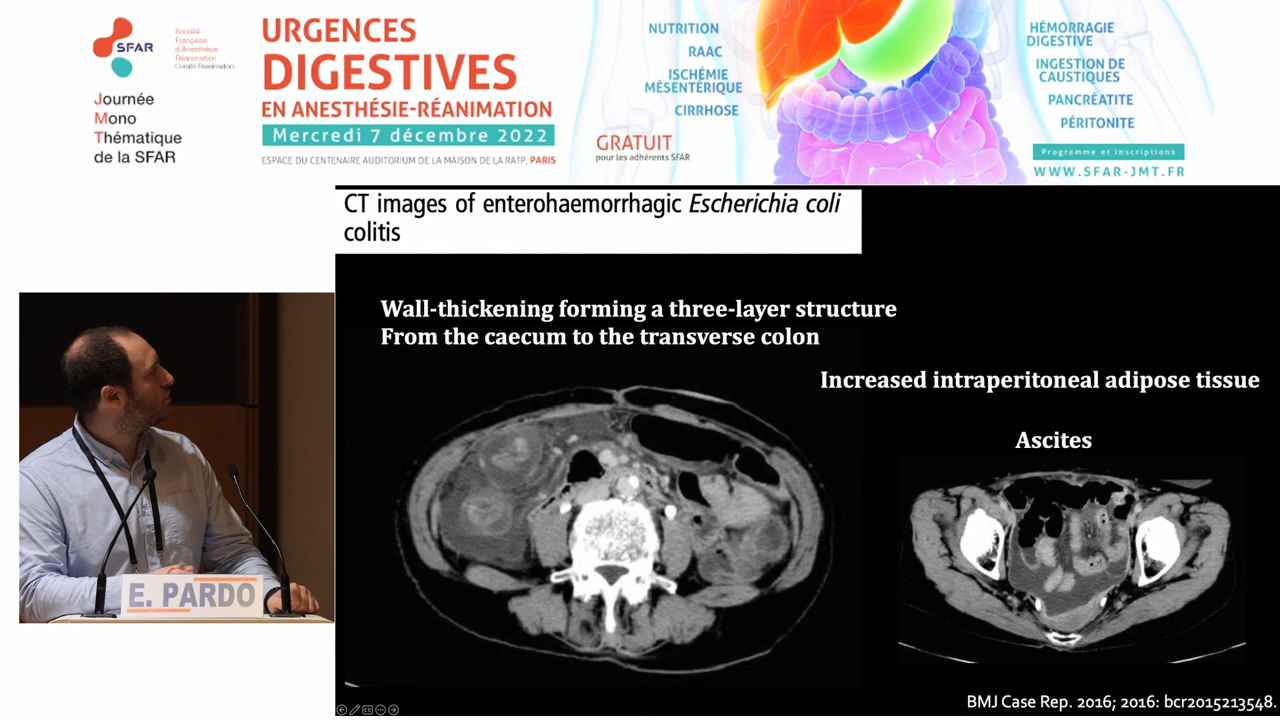 SFAR
Société
Française
d'Anesthésie
Réanimation
Comité Réanimation
Journée
Mono
Thématique
de la SFAR
URGENCES
DIGESTIVES
EN ANESTHÉSIE-RÉANIMATION
Mercredi 7 décembre 2022
ESPACE DU CENTENAIRE AUDITORIUM DE LA MAISON DE LA RATP, PARIS
NUTRITION
RAAC
ISCHÉMIE
MÉSENTÉRIQUE
CIRRHOSE
GRATUIT
pour les adhérents SFAR
HÉMORRAGIE
DIGESTIVE
INGESTION DE
CAUSTIQUES
PANCRÉATITE
PÉRITONITE
Programme et inscriptions
WWW.SFAR-JMT.FR
CT images of enterohaemorrhagic Escherichia coli
colitis
Wall-thickening forming a three-layer structure
From the caecum to the transverse colon
Increased intraperitoneal adipose tissue
Ascites
E. PARDO
BMJ Case Rep. 2016; 2016: bcr2015213548.